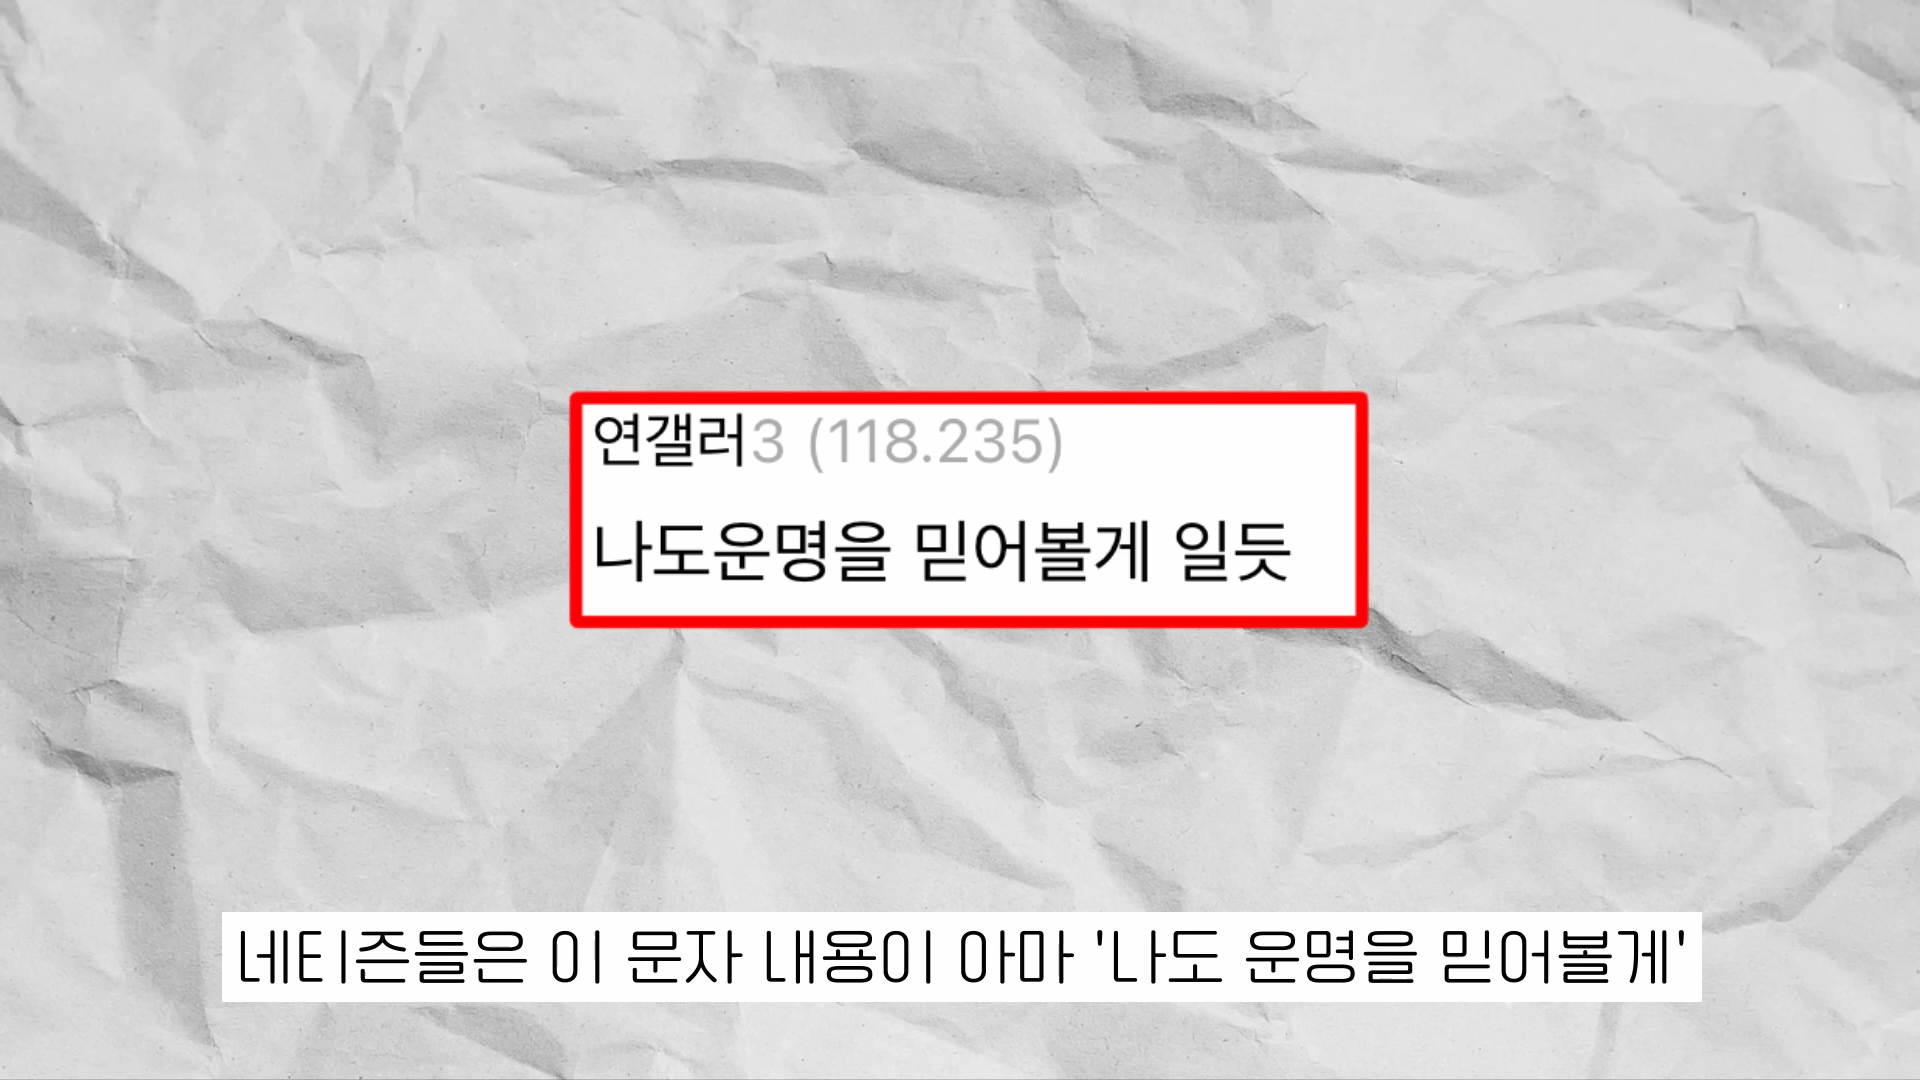 연갤러3 (118.235)
나도운명을 믿어볼게 일듯
네티즌들은 이 문자 내용이 아마 '나도 운명을 믿어볼게'